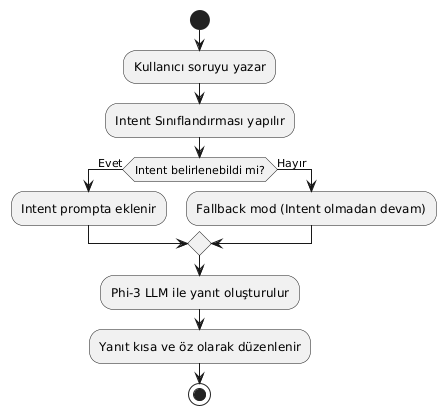 Kullanıcı soruyu yazar
Intent Sınıflandırması yapılır
Evet
Intent belirlenebildi mi?
Hayır
Intent prompta eklenir
Fallback mod (Intent olmadan devam)
Phi-3 LLM ile yanıt oluşturulur
Yanıt kısa ve öz olarak düzenlenir